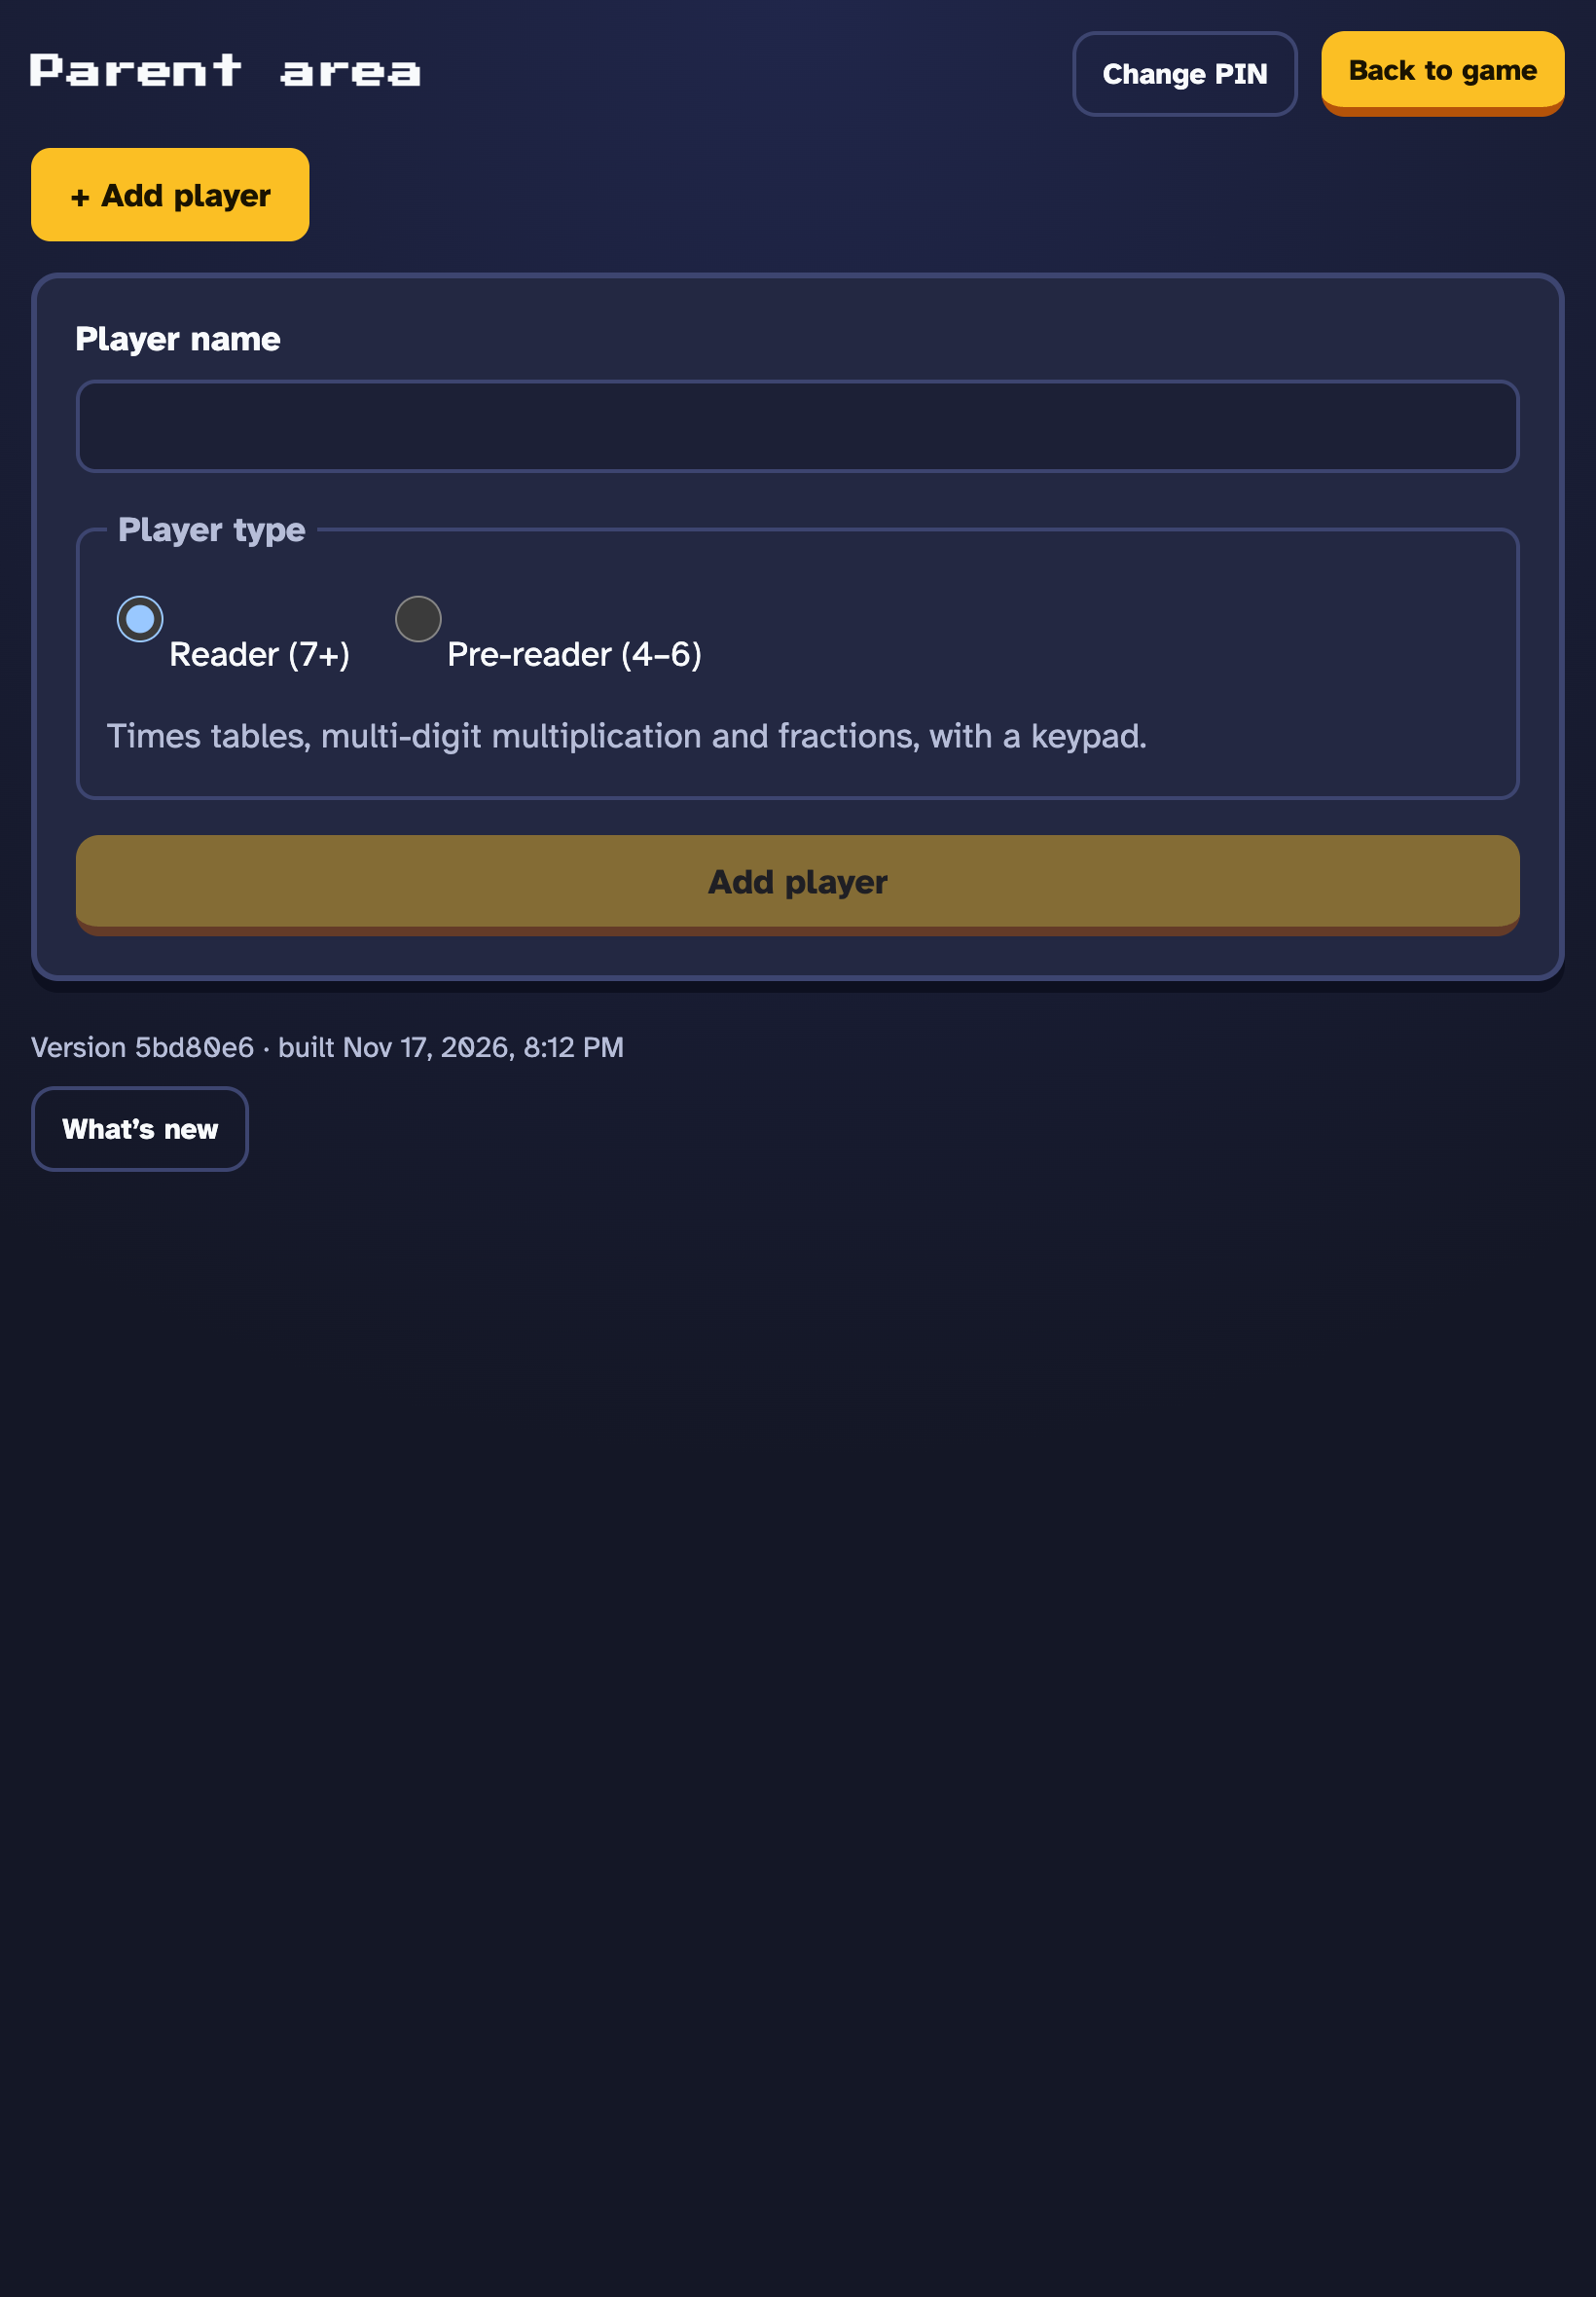 Parent area
Change PIN
Back to game
+ Add player
Player name
Player type
Reader (7+)
Pre-reader (4–6)
Times tables, multi-digit multiplication and fractions, with a keypad.
Add player
Version 5bd80e6 · built Nov 17, 2026, 8:12 PM
What’s new